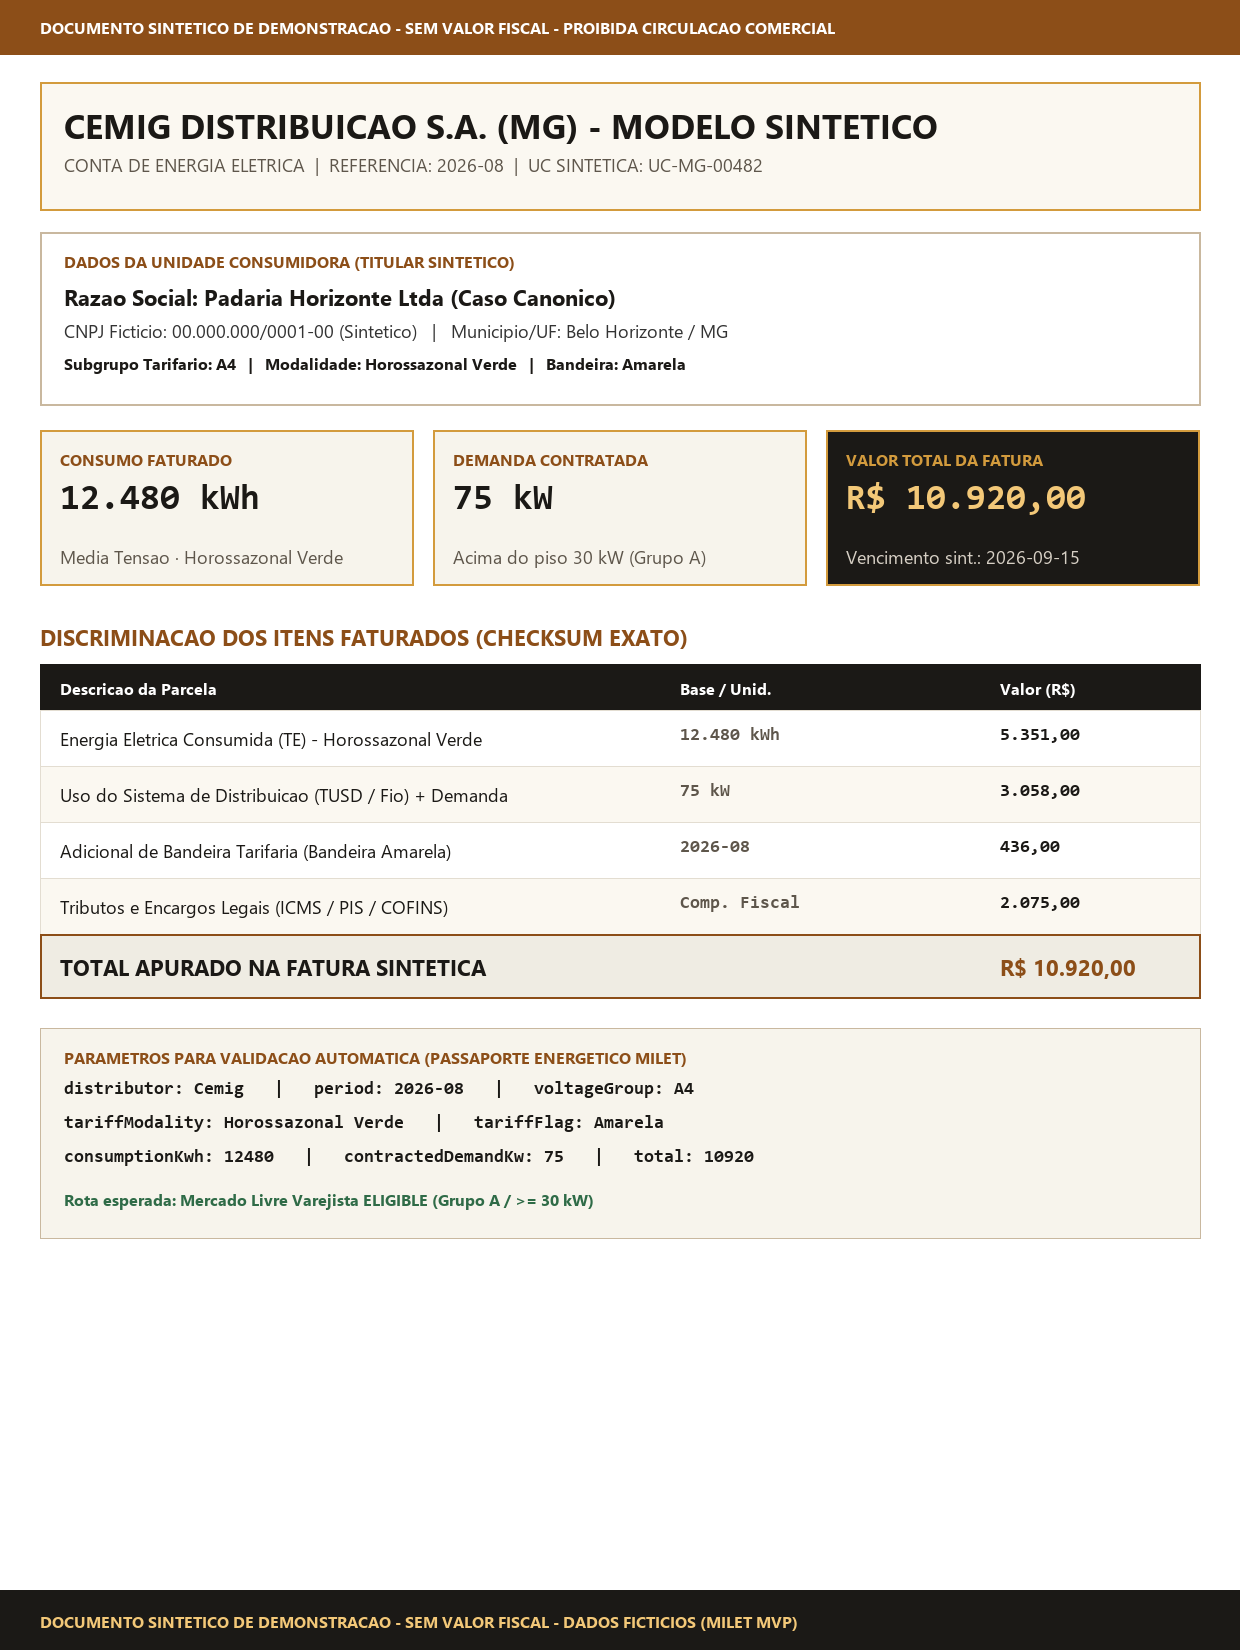 DOCUMENTO SINTETICO DE DEMONSTRACAO - SEM VALOR FISCAL - PROIBIDA CIRCULACAO COMERCIAL
CEMIG DISTRIBUICAO S.A. (MG) - MODELO SINTETICO
CONTA DE ENERGIA ELETRICA | REFERENCIA: 2026-08 | UC SINTETICA: UC-MG-00482
DADOS DA UNIDADE CONSUMIDORA (TITULAR SINTETICO)
Razao Social: Padaria Horizonte Ltda (Caso Canonico)
CNPJ Ficticio: 00.000.000/0001-00 (Sintetico) | Municipio/UF: Belo Horizonte / MG
Subgrupo Tarifario: A4 | Modalidade: Horossazonal Verde | Bandeira: Amarela
CONSUMO FATURADO
12.480 kWh
Media Tensao · Horossazonal Verde
DEMANDA CONTRATADA
75 kW
Acima do piso 30 kW (Grupo A)
VALOR TOTAL DA FATURA
R$ 10.920,00
Vencimento sint.: 2026-09-15
DISCRIMINACAO DOS ITENS FATURADOS (CHECKSUM EXATO)
Descricao da Parcela Base / Unid. Valor (R$)
Energia Eletrica Consumida (TE) - Horossazonal Verde 12.480 kWh 5.351,00
Uso do Sistema de Distribuicao (TUSD / Fio) + Demanda 75 kW 3.058,00
Adicional de Bandeira Tarifaria (Bandeira Amarela) 2026-08 436,00
Tributos e Encargos Legais (ICMS / PIS / COFINS) Comp. Fiscal 2.075,00
TOTAL APURADO NA FATURA SINTETICA R$ 10.920,00
PARAMETROS PARA VALIDACAO AUTOMATICA (PASSAPORTE ENERGETICO MILET)
distributor: Cemig | period: 2026-08 | voltageGroup: A4
tariffModality: Horossazonal Verde | tariffFlag: Amarela
consumptionKwh: 12480 | contractedDemandKw: 75 | total: 10920
Rota esperada: Mercado Livre Varejista ELIGIBLE (Grupo A / >= 30 kW)
DOCUMENTO SINTETICO DE DEMONSTRACAO - SEM VALOR FISCAL - DADOS FICTICIOS (MILET MVP)